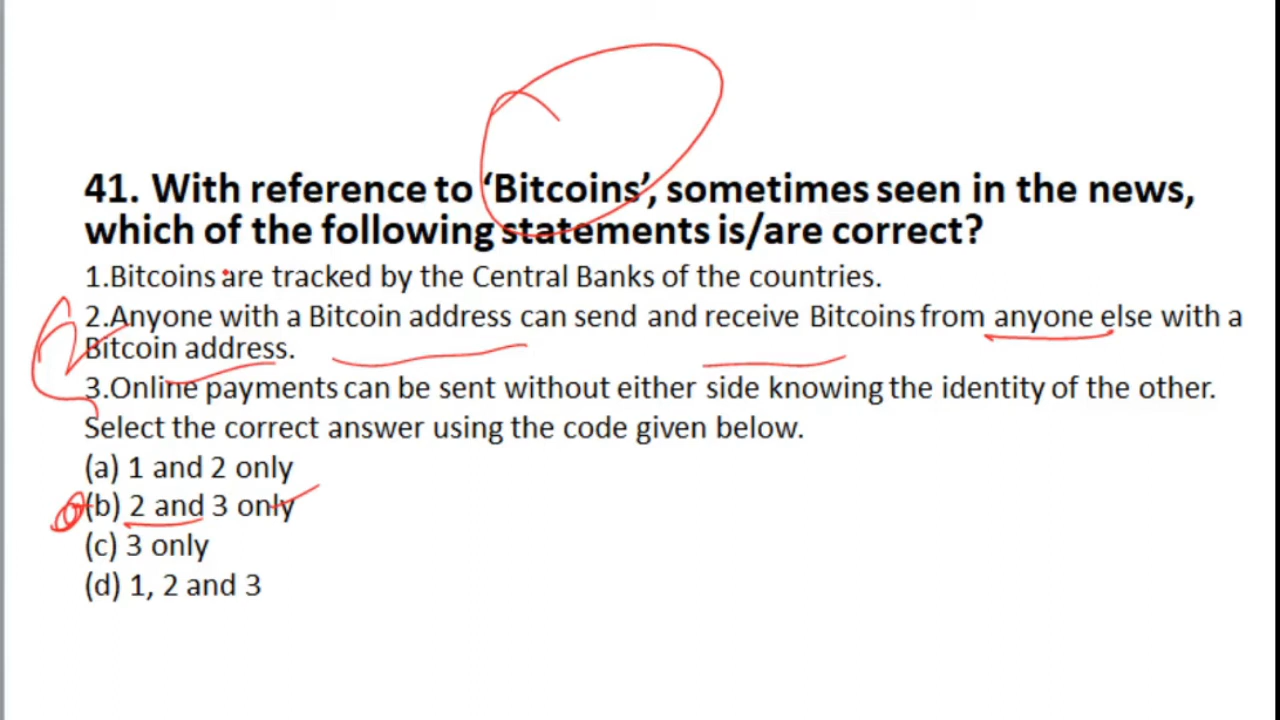 41. With reference to ‘Bitcoins’, sometimes seen in the news,
which of the following statements is/are correct?
1.Bitcoins are tracked by the Central Banks of the countries.
2.Anyone with a Bitcoin address can send and receive Bitcoins from anyone else with a
Bitcoin address.
3.Online payments can be sent without either side knowing the identity of the other.
Select the correct answer using the code given below.
(a) 1 and 2 only
(b) 2 and 3 only
(c) 3 only
(d) 1, 2 and 3